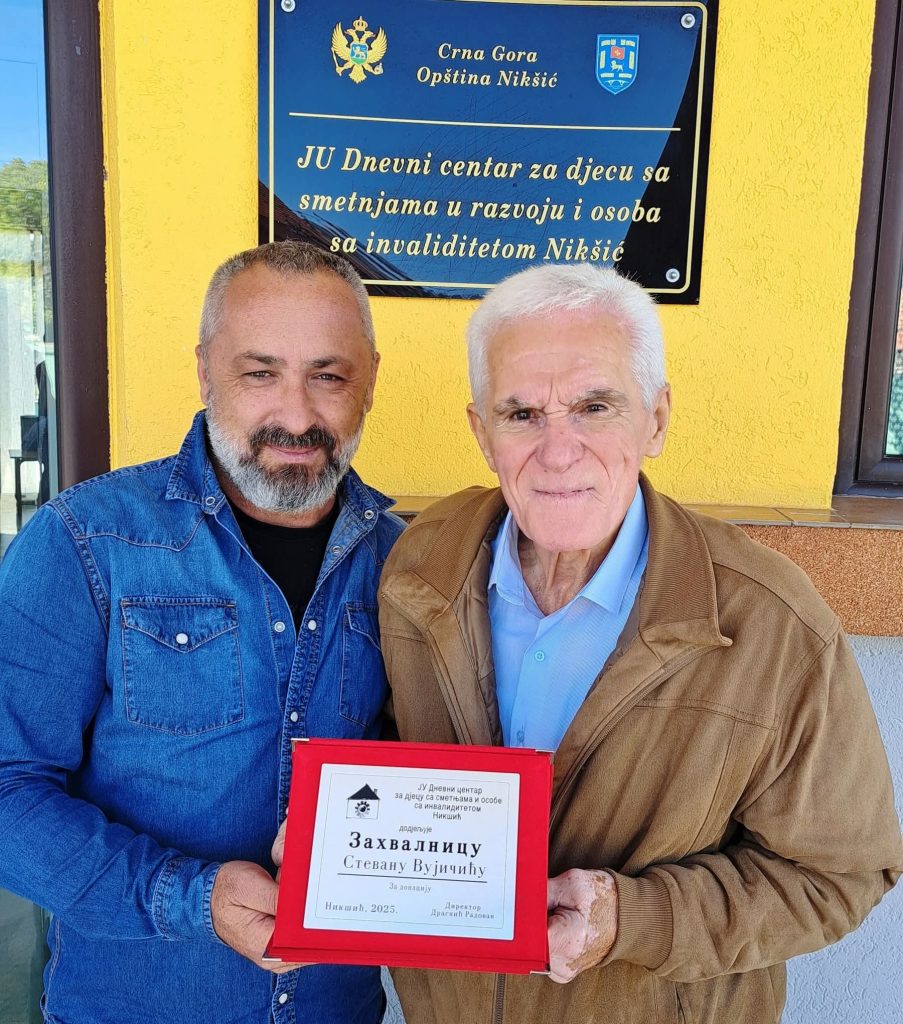 Crna Gora
Opština Nikšić
JU Dnevni centar za djecu sa
smetnjama u razvoju i osoba
sa invaliditetom Nikšić
ЈУ Дневни центар
за дјецу са сметњама и особе
са инвалидитетом
Никшић
додјељује
Захвалницу
Стевану Вујичићу
За донацију
Никшић, 2025.
Директор
Драгнић Радован